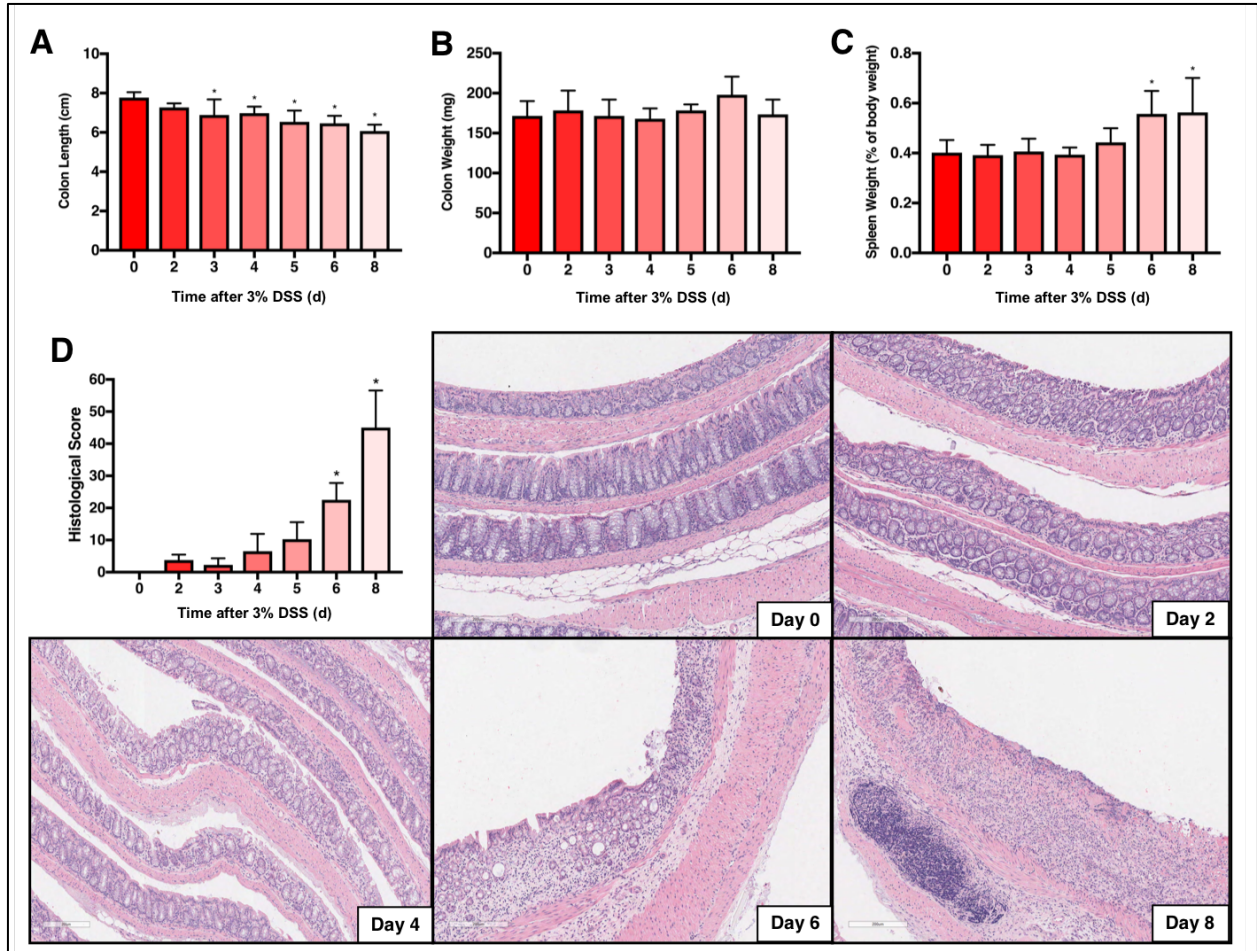 A
10
8
6
4
2
0
Colon Length (cm)
* * * * *
0 2 3 4 5 6 8
Time after 3% DSS (d)
B
250
200
150
100
50
0
Colon Weight (mg)
0 2 3 4 5 6 8
Time after 3% DSS (d)
C
0.8
0.6
0.4
0.2
0.0
Spleen Weight (% of body weight)
* *
0 2 3 4 5 6 8
Time after 3% DSS (d)
D
60
50
40
30
20
10
0
Histological Score
* *
0 2 3 4 5 6 8
Time after 3% DSS (d)
Day 0
Day 2
Day 4
Day 6
Day 8